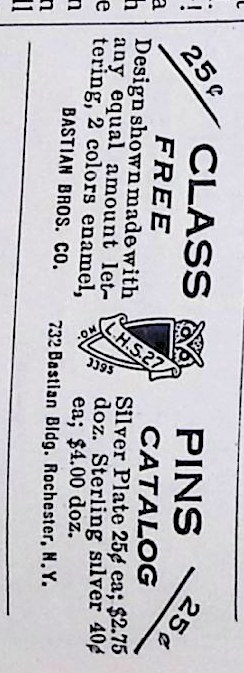 25¢ CLASS PINS 25¢
FREE CATALOG
Design shown made with
any equal amount let-
tering, 2 colors enamel,
BASTIAN BROS. CO.
L.H.S. 27
NO 3395
Silver Plate 25¢ ea; $2.75
doz. Sterling silver 40¢
ea; $4.00 doz.
732 Bastian Bldg. Rochester, N.Y.